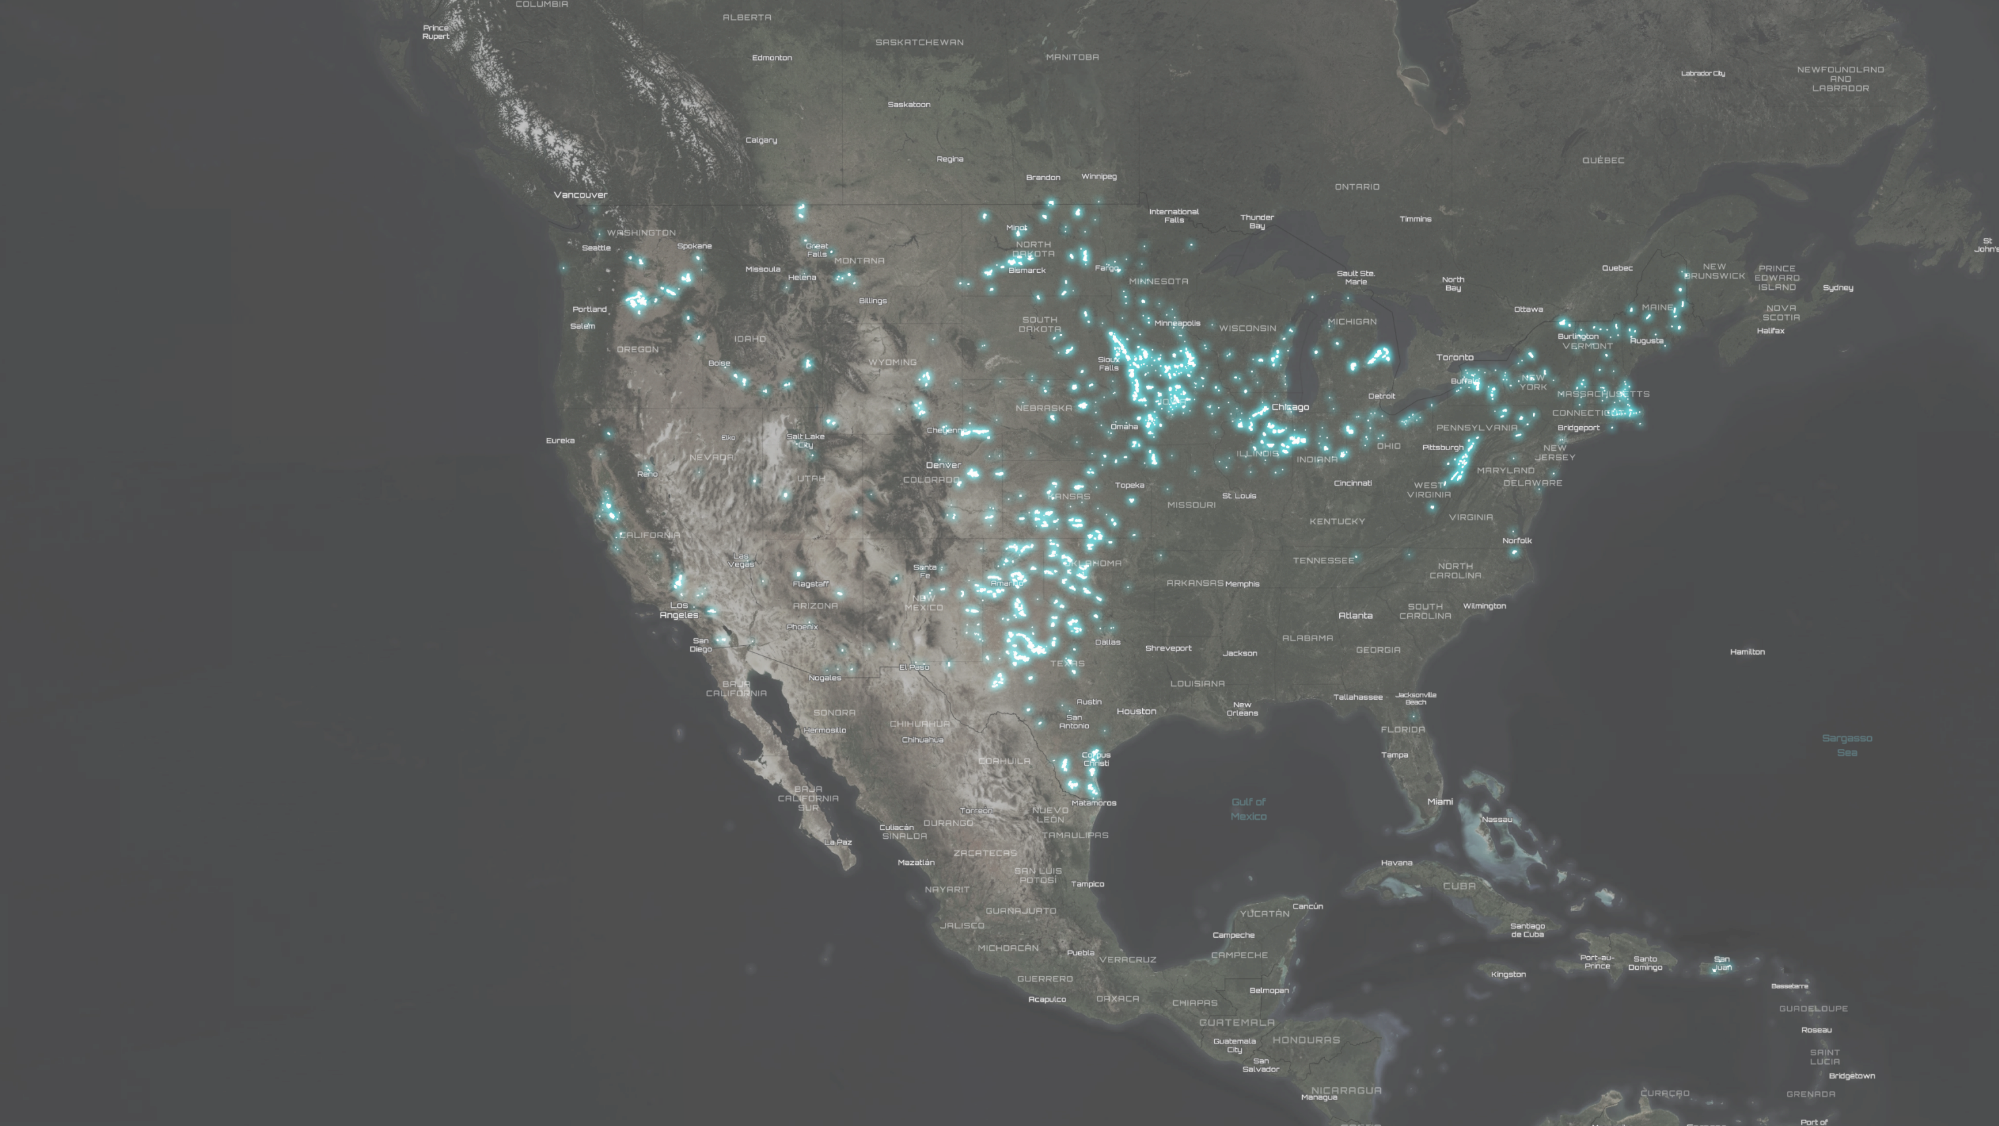 COLUMBIA
Prince
Rupert
ALBERTA
Edmonton
SASKATCHEWAN
MANITOBA
Labrador City
NEWFOUNDLAND
AND
LABRADOR
Saskatoon
Calgary
Regina
QUÉBEC
Brandon
Winnipeg
ONTARIO
Vancouver
International
Falls
Thunder
Bay
Timmins
WASHINGTON
Seattle
Spokane
Great
Falls
MONTANA
Minot
NORTH
DAKOTA
Bismarck
Fargo
St
John's
Missoula
Helena
MINNESOTA
Sault Ste.
Marie
North
Bay
Quebec
NEW
BRUNSWICK
PRINCE
EDWARD
ISLAND
Sydney
Billings
Portland
Salem
SOUTH
DAKOTA
Minneapolis
WISCONSIN
MICHIGAN
Ottawa
MAINE
NOVA
SCOTIA
Halifax
Burlington
VERMONT
Augusta
OREGON
IDAHO
Boise
WYOMING
Sioux
Falls
Toronto
Buffalo
NEW
YORK
MASSACHUSETTS
Detroit
NEBRASKA
Chicago
CONNECTICUT
Bridgeport
Eureka
Elko
Salt Lake
City
Cheyenne
Omaha
PENNSYLVANIA
Pittsburgh
OHIO
NEW
JERSEY
NEVADA
Reno
UTAH
Denver
COLORADO
ILLINOIS
INDIANA
MARYLAND
DELAWARE
KANSAS
Topeka
MISSOURI
St. Louis
Cincinnati
WEST
VIRGINIA
VIRGINIA
KENTUCKY
Norfolk
CALIFORNIA
Las
Vegas
Flagstaff
ARIZONA
Santa
Fe
NEW
MEXICO
Amarillo
OKLAHOMA
ARKANSAS
Memphis
TENNESSEE
NORTH
CAROLINA
Los
Angeles
Phoenix
San
Diego
Nogales
El Paso
TEXAS
Dallas
Shreveport
Jackson
ALABAMA
Atlanta
GEORGIA
SOUTH
CAROLINA
Wilmington
Hamilton
BAJA
CALIFORNIA
LOUISIANA
SONORA
Hermosillo
CHIHUAHUA
Chihuahua
Austin
San
Antonio
Houston
New
Orleans
Tallahassee
Jacksonville
Beach
FLORIDA
Tampa
Sargasso
Sea
COAHUILA
Corpus
Christi
BAJA
CALIFORNIA
SUR
La Paz
Torreón
DURANGO
Culiacán
SINALOA
NUEVO
LEÓN
Matamoros
TAMAULIPAS
Gulf of
Mexico
Miami
Nassau
Mazatlán
ZACATECAS
SAN LUIS
POTOSÍ
Tampico
Havana
CUBA
NAYARIT
GUANAJUATO
JALISCO
YUCATÁN
Cancún
Campeche
CAMPECHE
Santiago
de Cuba
MICHOACÁN
Puebla
VERACRUZ
Kingston
Port-au-
Prince
Santo
Domingo
San
Juan
GUERRERO
Acapulco
OAXACA
CHIAPAS
Belmopan
Basseterre
GUADELOUPE
Roseau
GUATEMALA
Guatemala
City
HONDURAS
San
Salvador
SAINT
LUCIA
Bridgetown
NICARAGUA
Managua
CURAÇAO
GRENADA
Port of